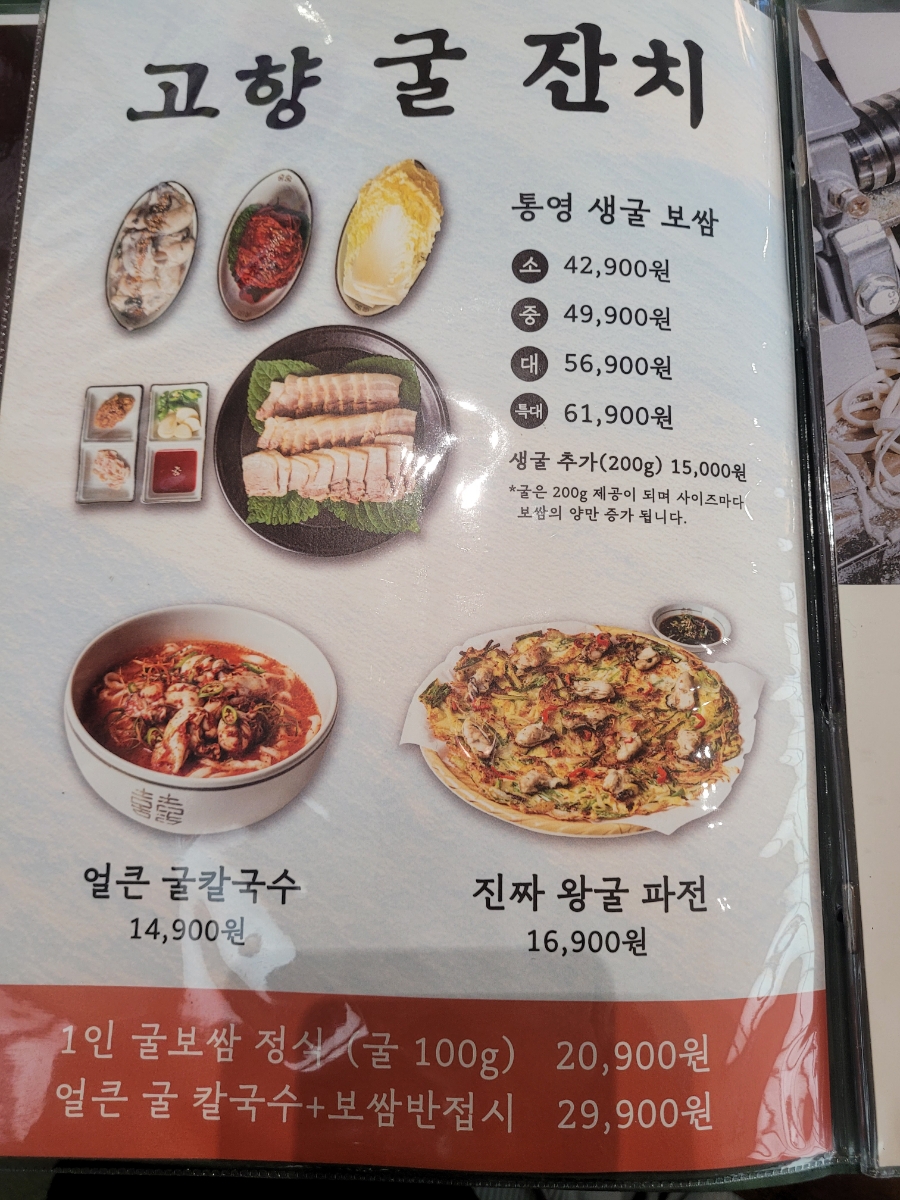 고향 굴 잔치
통영 생굴 보쌈
소 42,900원
중 49,900원
대 56,900원
특대 61,900원
생굴 추가(200g) 15,000원
*굴은 200g 제공이 되며 사이즈마다
보쌈의 양만 증가 됩니다.
얼큰 굴칼국수
14,900원
진짜 왕굴 파전
16,900원
1인 굴보쌈 정식 (굴 100g) 20,900원
얼큰 굴 칼국수+보쌈반접시 29,900원